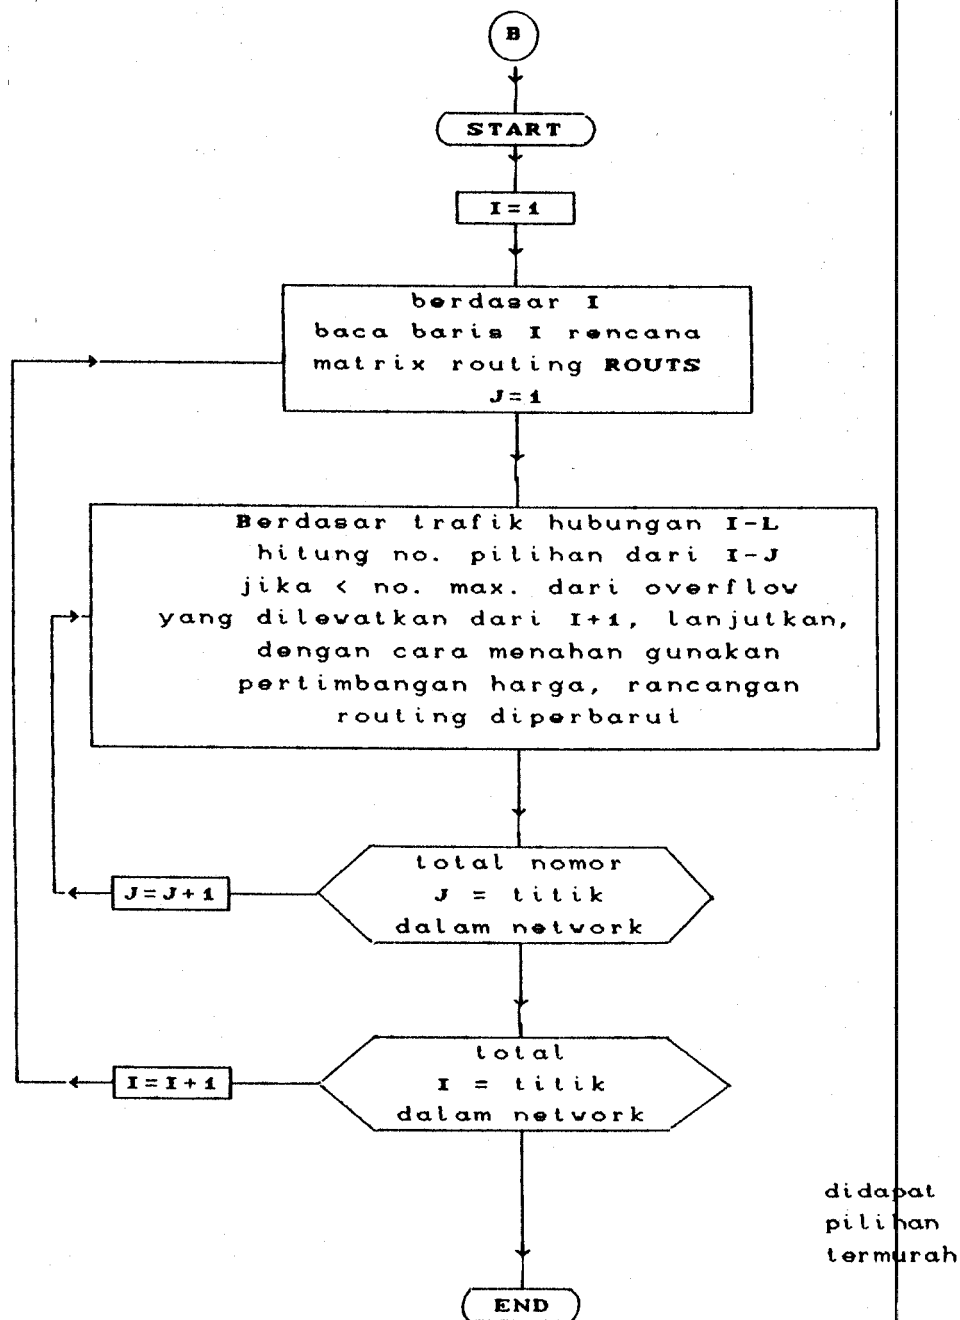 B
START
I=1
berdasar I
baca baris I rencana
matrix routing ROUTS
J=1
Berdasar trafik hubungan I-L
hitung no. pilihan dari I-J
jika < no. max. dari overflow
yang dilewatkan dari I+1, lanjutkan,
dengan cara menahan gunakan
pertimbangan harga, rancangan
routing diperbarui
total nomor
J = titik
dalam network
J=J+1
total
I = titik
dalam network
I=I+1
didapat
pilihan
termurah
END